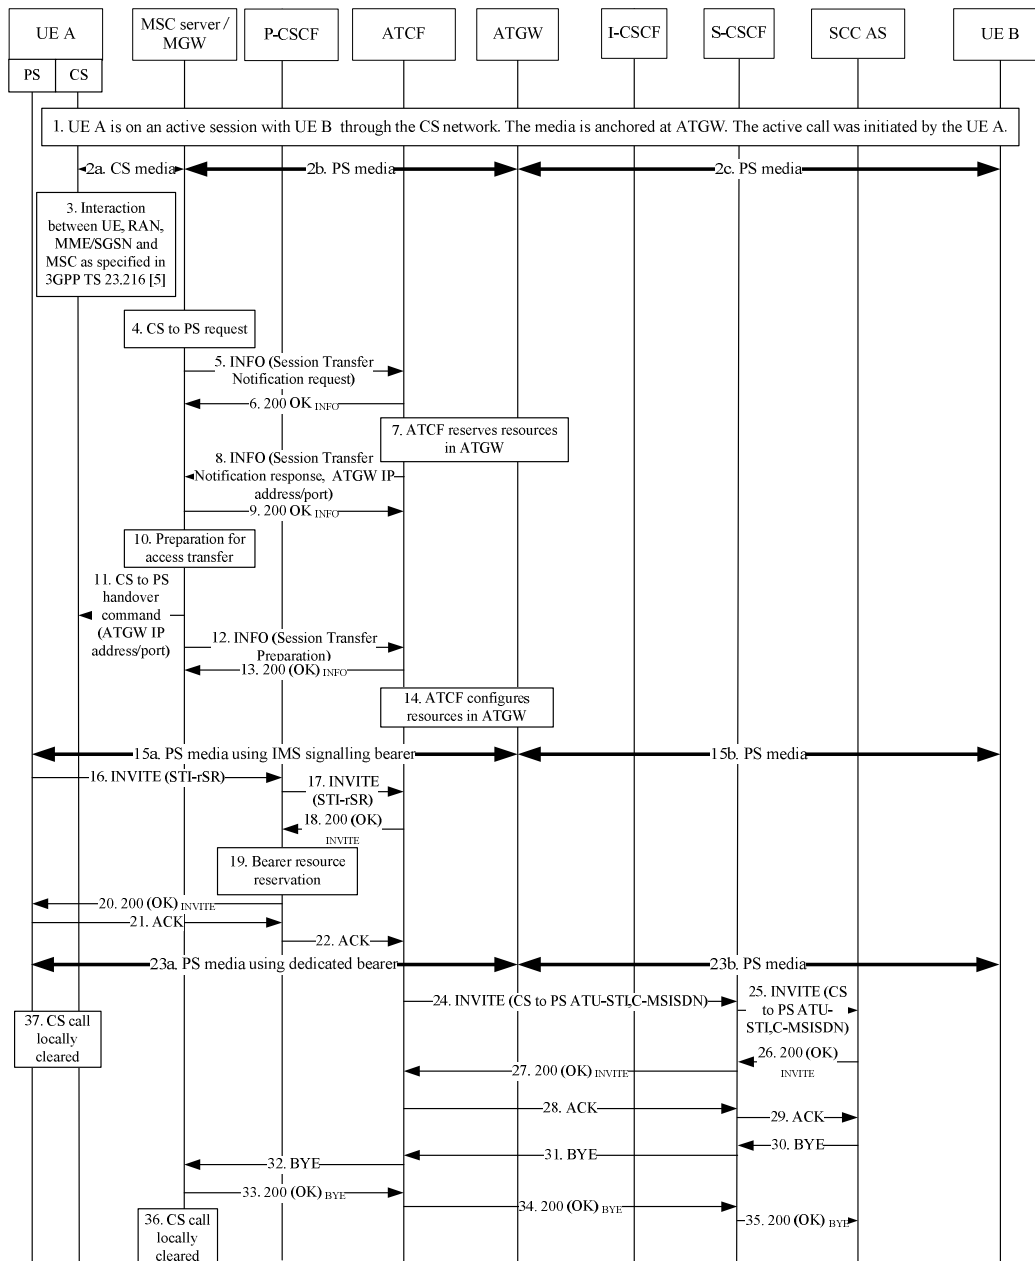 UE A
MSC server /
MGW
P-CSCF
ATCF
ATGW
I-CSCF
S-CSCF
SCC AS
UE B
PS
CS
1. UE A is on an active session with UE B through the CS network. The media is anchored at ATGW. The active call was initiated by the UE A.
2a. CS media
2b. PS media
2c. PS media
3. Interaction
between UE, RAN,
MME/SGSN and
MSC as specified in
3GPP TS 23.216 [5]
4. CS to PS request
5. INFO (Session Transfer
Notification request)
6. 200 OK INFO
7. ATCF reserves resources
in ATGW
8. INFO (Session Transfer
Notification response, ATGW IP
address/port)
9. 200 OK INFO
10. Preparation for
access transfer
11. CS to PS
handover
command
(ATGW IP
address/port)
12. INFO (Session Transfer
Preparation)
13. 200 (OK) INFO
14. ATCF configures
resources in ATGW
15a. PS media using IMS signalling bearer
15b. PS media
16. INVITE (STI-rSR)
17. INVITE
(STI-rSR)
18. 200 (OK)
INVITE
19. Bearer resource
reservation
20. 200 (OK) INVITE
21. ACK
22. ACK
23a. PS media using dedicated bearer
23b. PS media
24. INVITE (CS to PS ATU-STI,C-MSISDN)
25. INVITE (CS
to PS ATU-
STI,C-MSISDN)
37. CS call
locally
cleared
26. 200 (OK)
INVITE
27. 200 (OK) INVITE
28. ACK
29. ACK
30. BYE
31. BYE
32. BYE
33. 200 (OK) BYE
34. 200 (OK) BYE
35. 200 (OK) BYE
36. CS call
locally
cleared